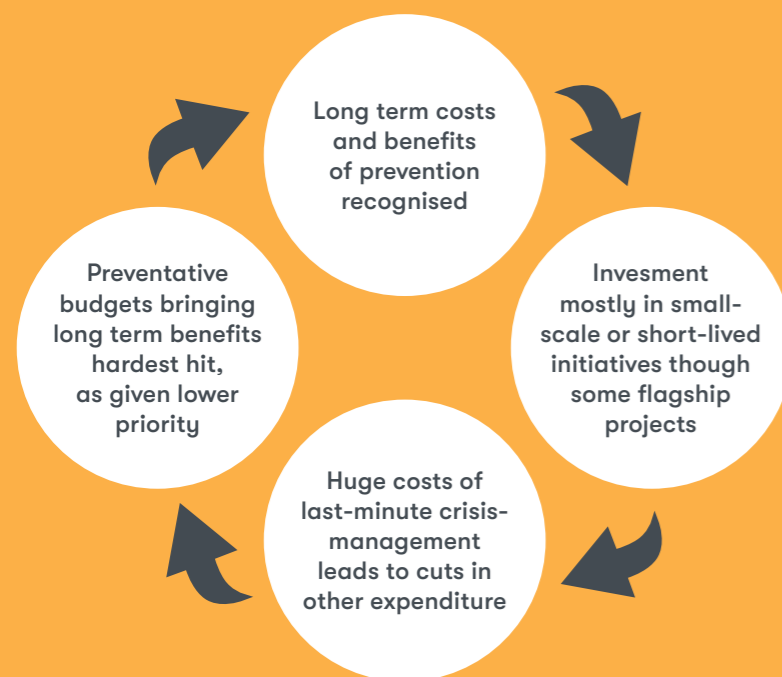 Long term costs
and benefits
of prevention
recognised
Invesment
mostly in small-
scale or short-lived
initiatives though
some flagship
projects
Huge costs of
last-minute crisis-
management
leads to cuts in
other expenditure
Preventative
budgets bringing
long term benefits
hardest hit,
as given lower
priority